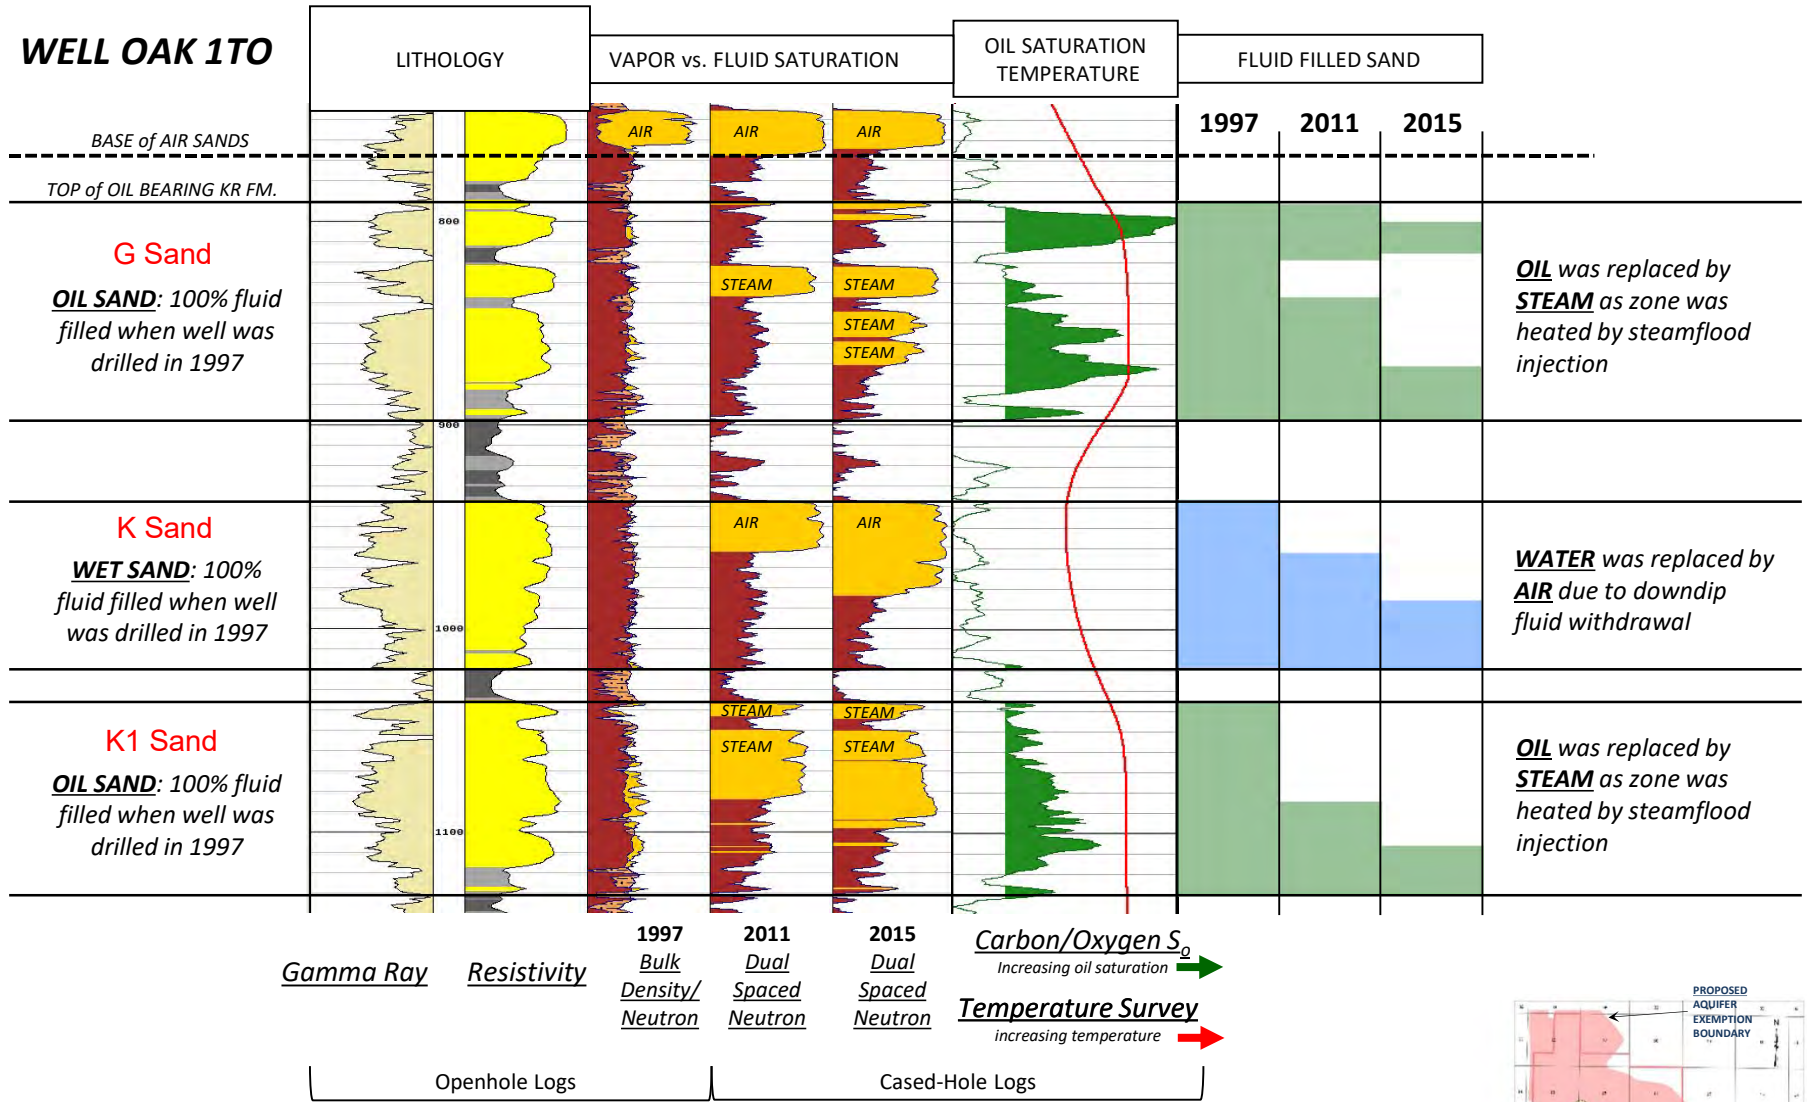 WELL OAK 1TO
LITHOLOGY
VAPOR vs. FLUID SATURATION
OIL SATURATION
TEMPERATURE
FLUID FILLED SAND
1997
2011
2015
BASE of AIR SANDS
AIR
AIR
AIR
TOP of OIL BEARING KR FM.
800
G Sand
OIL SAND: 100% fluid
filled when well was
drilled in 1997
STEAM
STEAM
STEAM
STEAM
OIL was replaced by
STEAM as zone was
heated by steamflood
injection
900
K Sand
WET SAND: 100%
fluid filled when well
was drilled in 1997
AIR
AIR
1000
WATER was replaced by
AIR due to downdip
fluid withdrawal
K1 Sand
OIL SAND: 100% fluid
filled when well was
drilled in 1997
STEAM
STEAM
STEAM
STEAM
1100
OIL was replaced by
STEAM as zone was
heated by steamflood
injection
Gamma Ray
Resistivity
1997
Bulk
Density/
Neutron
2011
Dual
Spaced
Neutron
2015
Dual
Spaced
Neutron
Carbon/Oxygen So
Increasing oil saturation
Temperature Survey
increasing temperature
Openhole Logs
Cased-Hole Logs
PROPOSED
AQUIFER
EXEMPTION
BOUNDARY
N